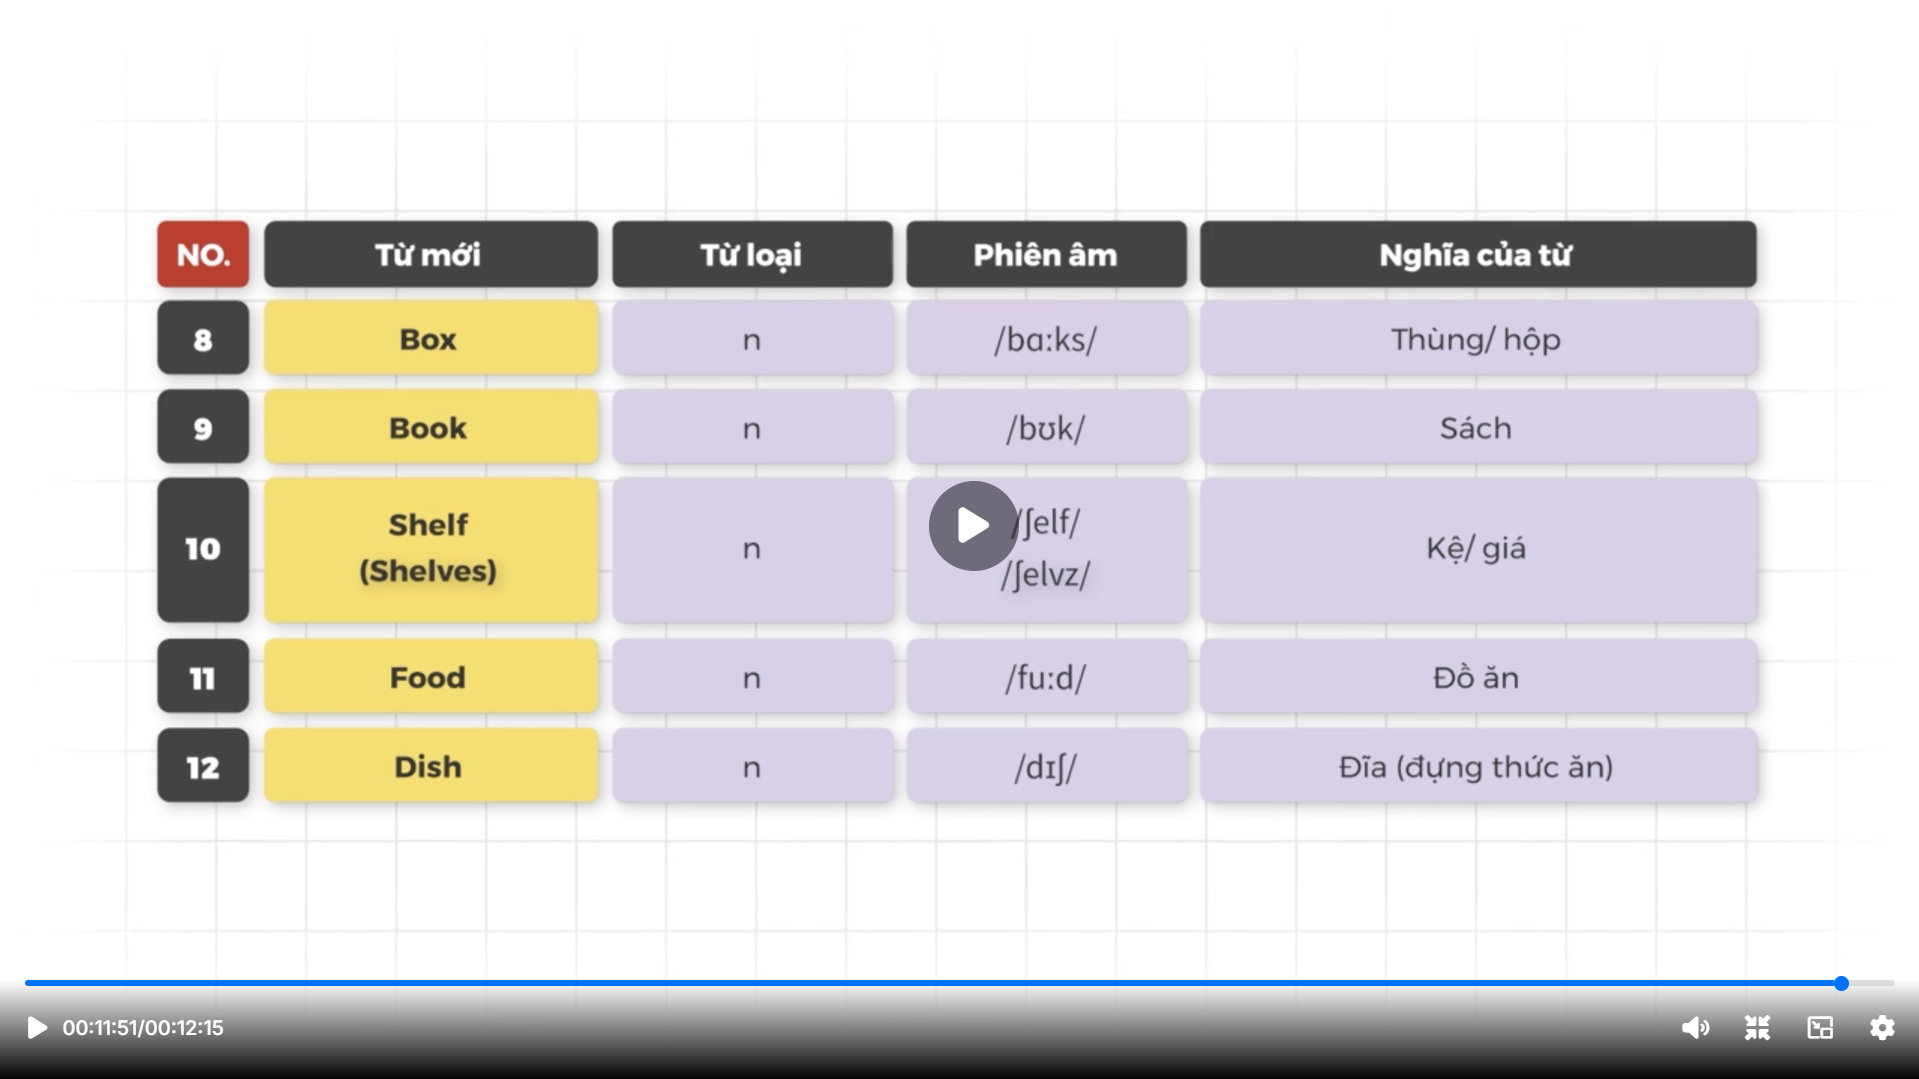 NO. Từ mới Từ loại Phiên âm Nghĩa của từ
8 Box n /bɑːks/ Thùng/ hộp
9 Book n /bʊk/ Sách
10 Shelf (Shelves) n /ʃelf/ /ʃelvz/ Kệ/ giá
11 Food n /fuːd/ Đồ ăn
12 Dish n /dɪʃ/ Đĩa (đựng thức ăn)
00:11:51/00:12:15